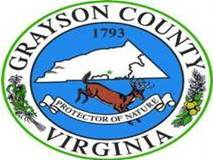 GRAYSON COUNTY
1793
PROTECTOR OF NATURE
VIRGINIA